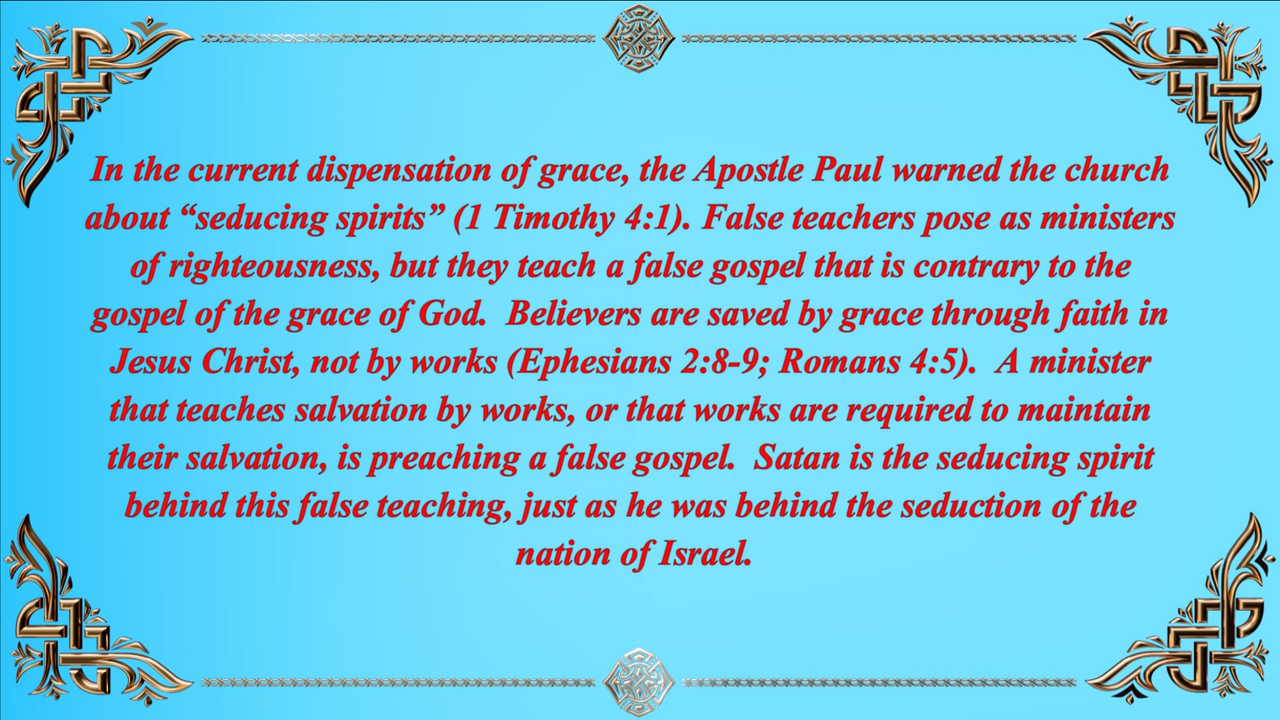 In the current dispensation of grace, the Apostle Paul warned the church
about “seducing spirits” (1 Timothy 4:1). False teachers pose as ministers
of righteousness, but they teach a false gospel that is contrary to the
gospel of the grace of God.  Believers are saved by grace through faith in
Jesus Christ, not by works (Ephesians 2:8-9; Romans 4:5).  A minister
that teaches salvation by works, or that works are required to maintain
their salvation, is preaching a false gospel.  Satan is the seducing spirit
behind this false teaching, just as he was behind the seduction of the
nation of Israel.